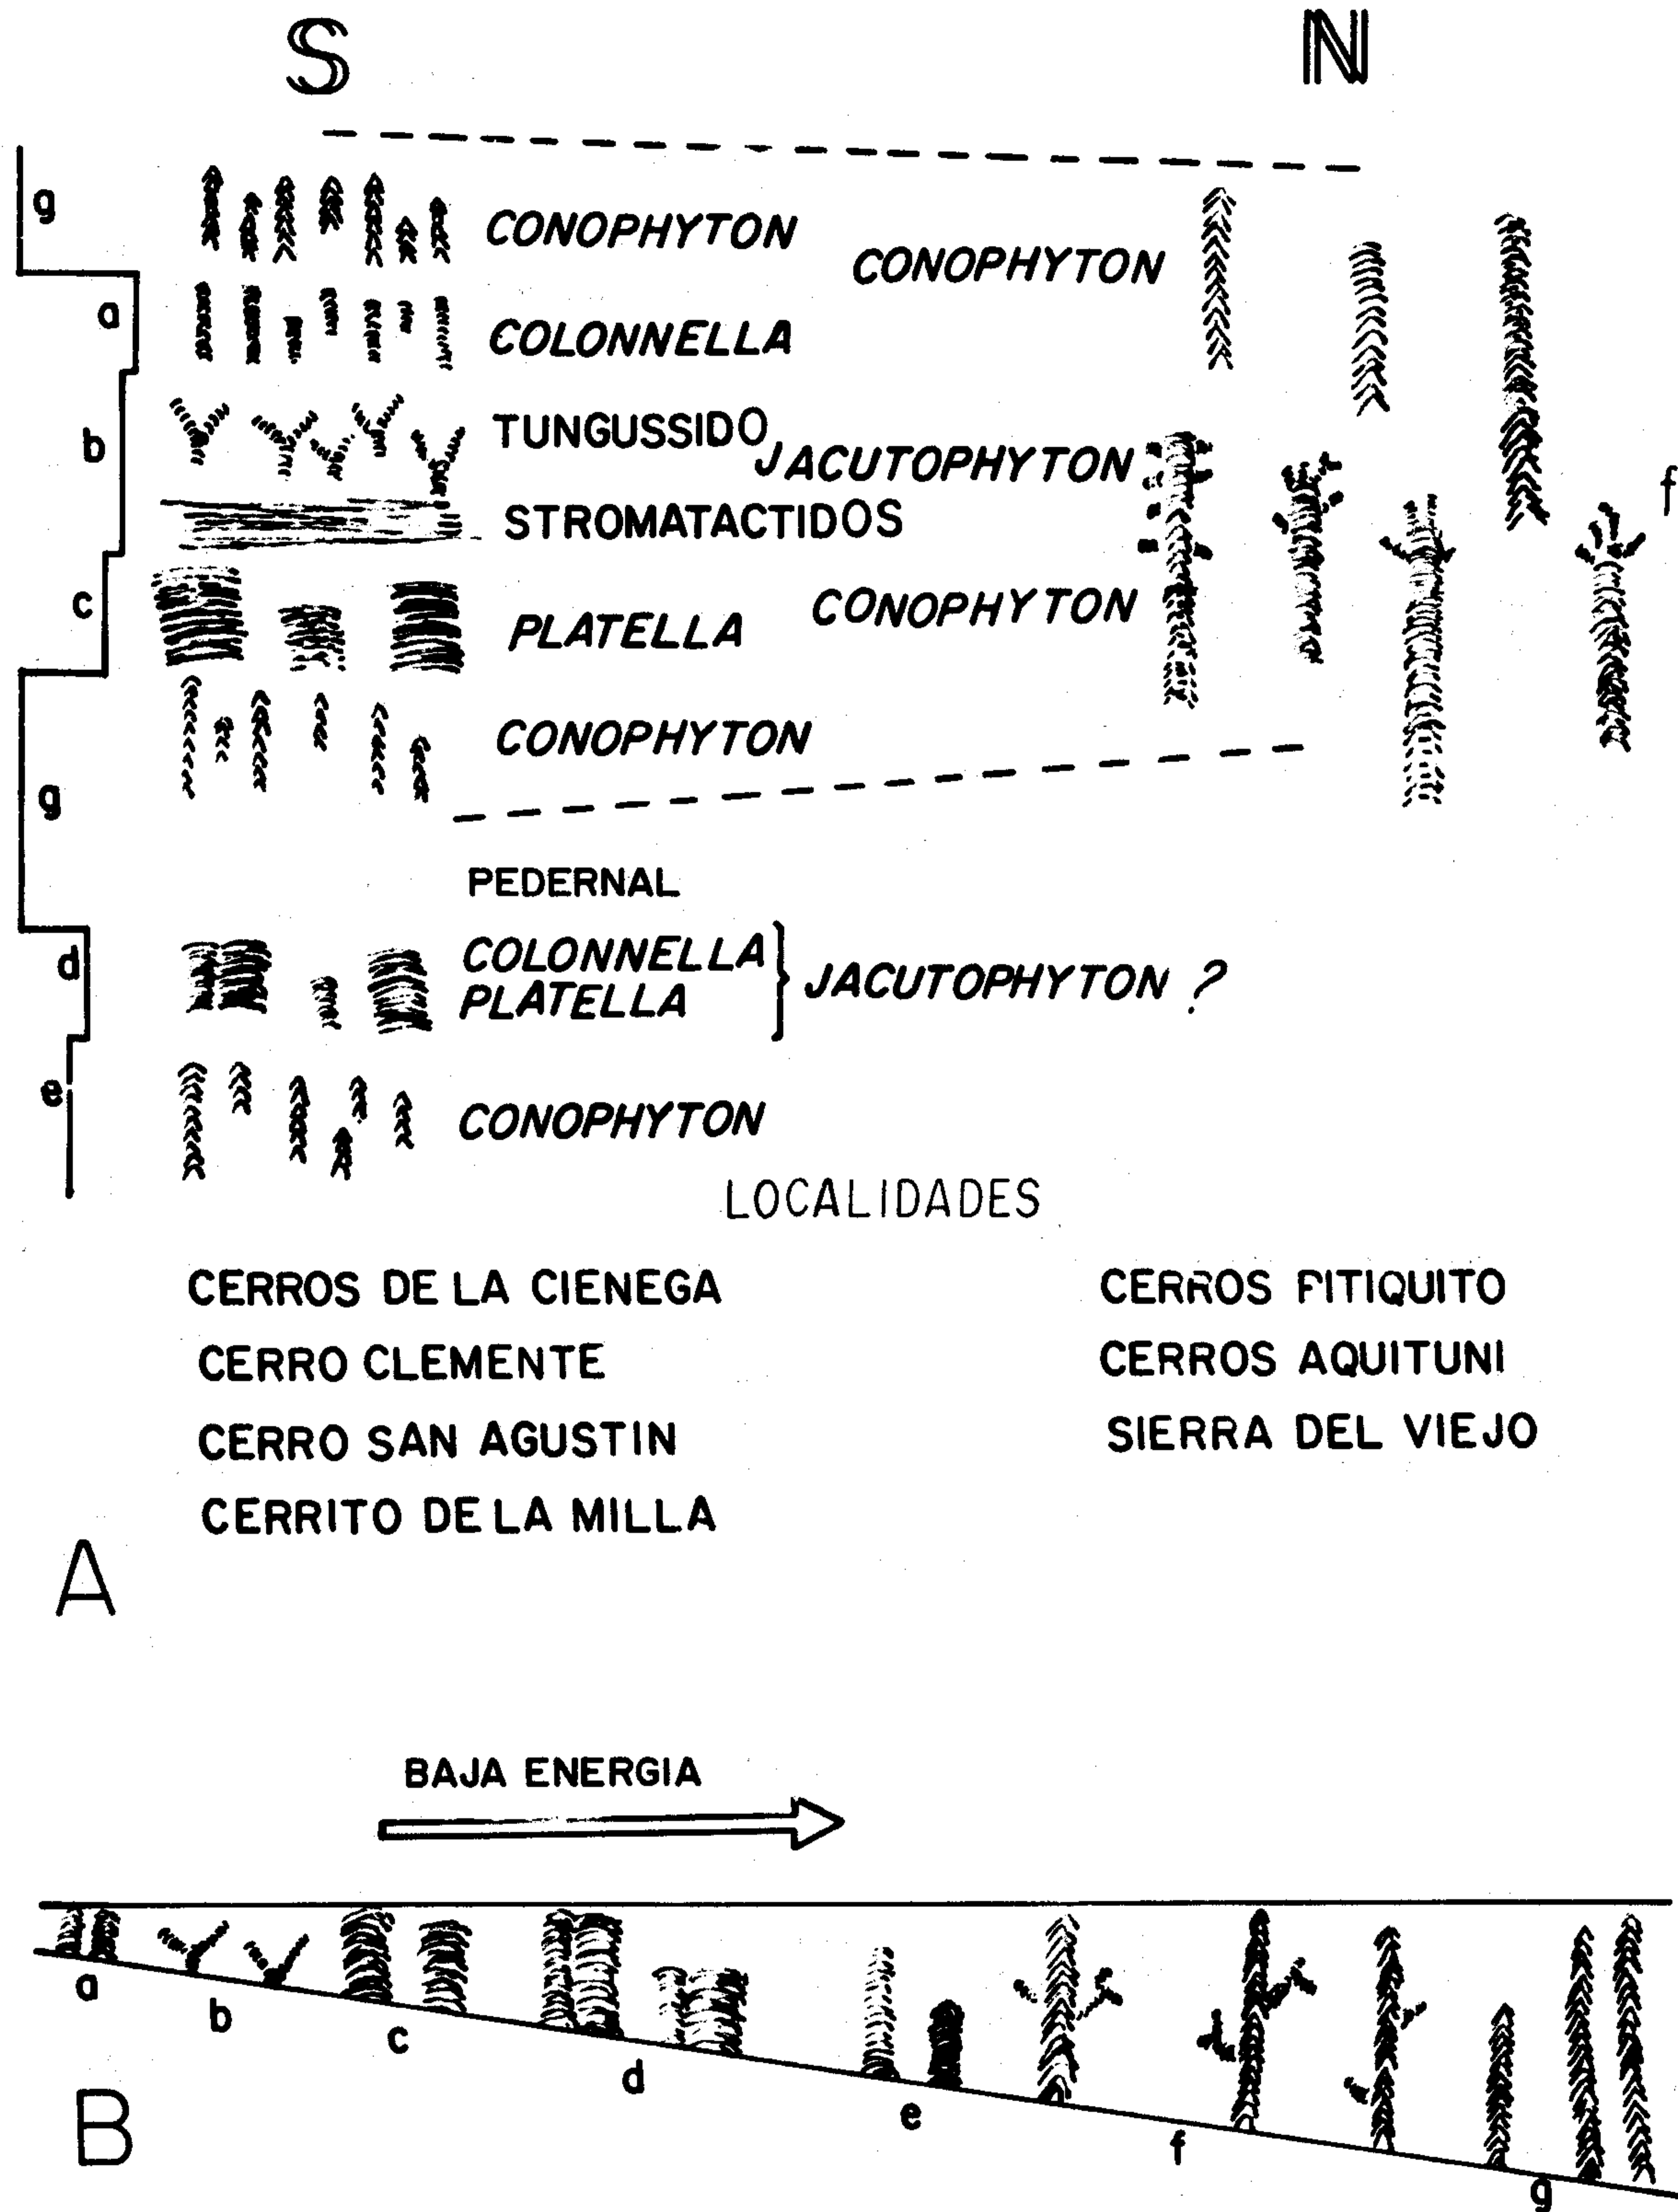 S
N
g
CONOPHYTON
CONOPHYTON
a
COLONNELLA
b
TUNGUSSIDO
JACUTOPHYTON
f
STROMATACTIDOS
c
PLATELLA
CONOPHYTON
CONOPHYTON
g
PEDERNAL
d
COLONNELLA
PLATELLA
JACUTOPHYTON ?
e
CONOPHYTON
LOCALIDADES
CERROS DE LA CIENEGA
CERROS PITIQUITO
CERRO CLEMENTE
CERROS AQUITUNI
CERRO SAN AGUSTIN
SIERRA DEL VIEJO
CERRITO DE LA MILLA
A
BAJA ENERGIA
a
b
c
d
e
f
g
B